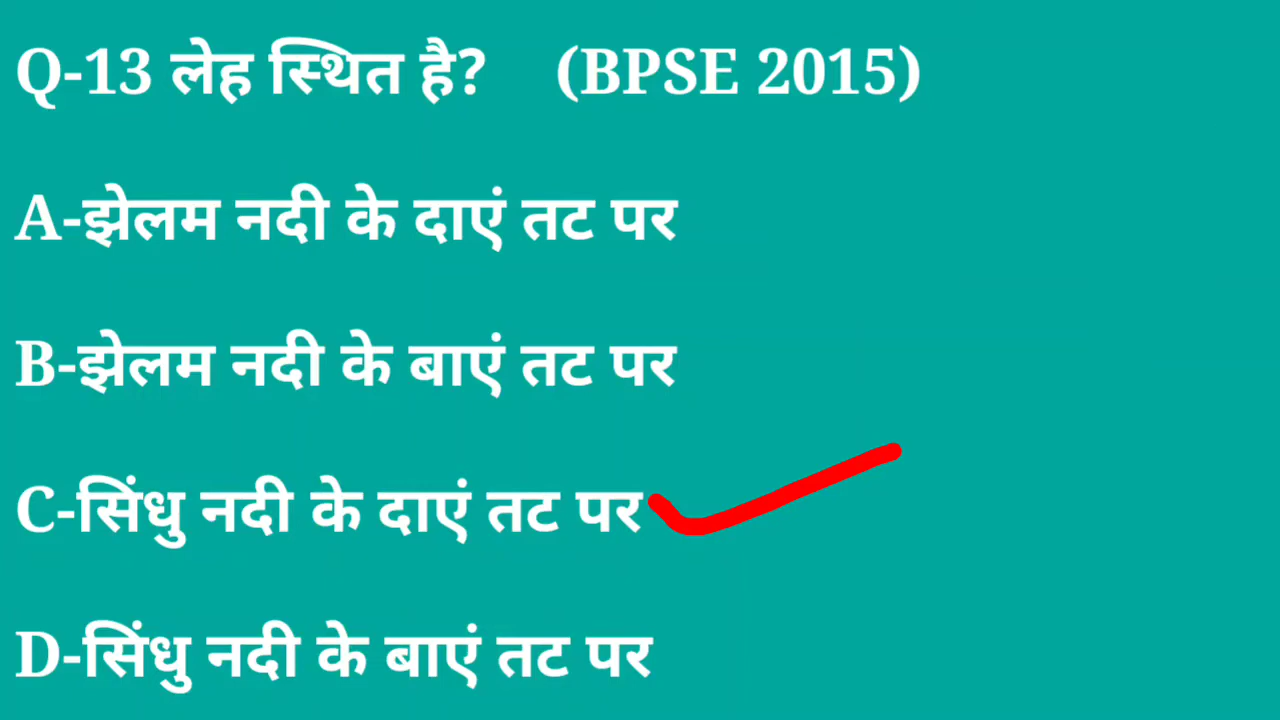 Q-13 लेह स्थित है? (BPSE 2015)
A-झेलम नदी के दाएं तट पर
B-झेलम नदी के बाएं तट पर
C-सिंधु नदी के दाएं तट पर
D-सिंधु नदी के बाएं तट पर